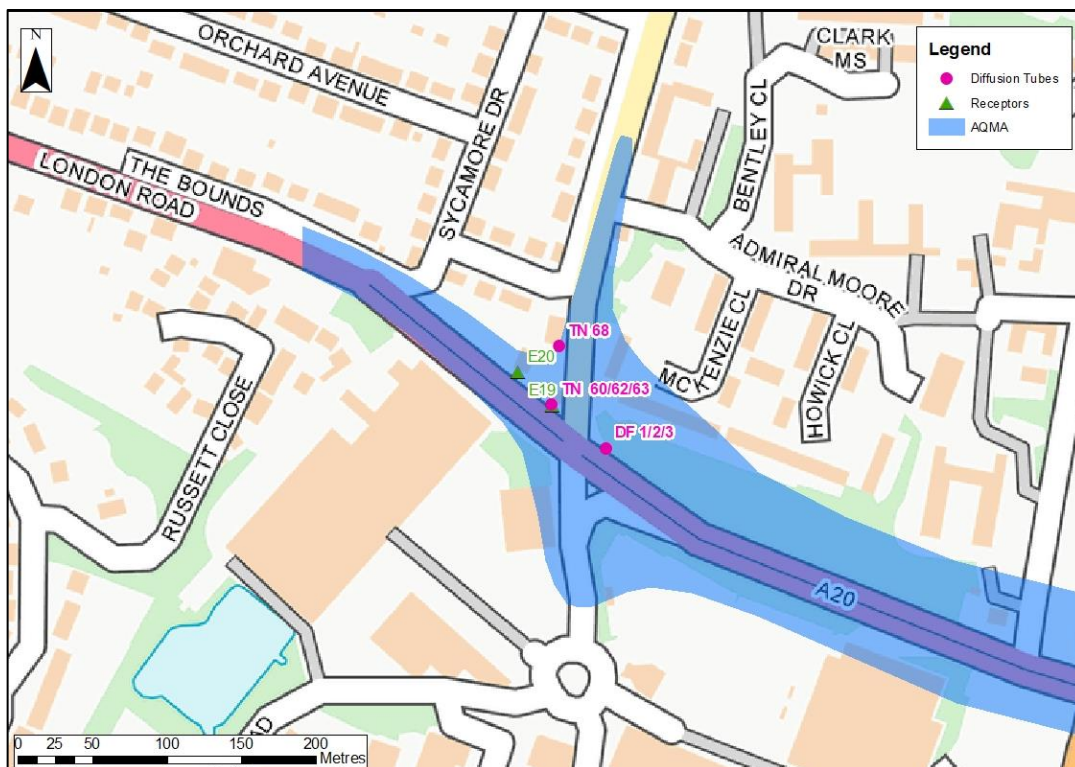 N
ORCHARD AVENUE
SYCAMORE DR
THE BOUNDS
LONDON ROAD
CLARK
MS
BENTLEY CL
Legend
Diffusion Tubes
Receptors
AQMA
ADMIRAL MOORE
DR
MCKENZIE CL
HOWICK CL
RUSSETT CLOSE
TN 68
E20
E19
TN 60/62/63
DF 1/2/3
A20
AD
0 25 50 100 150 200
Metres